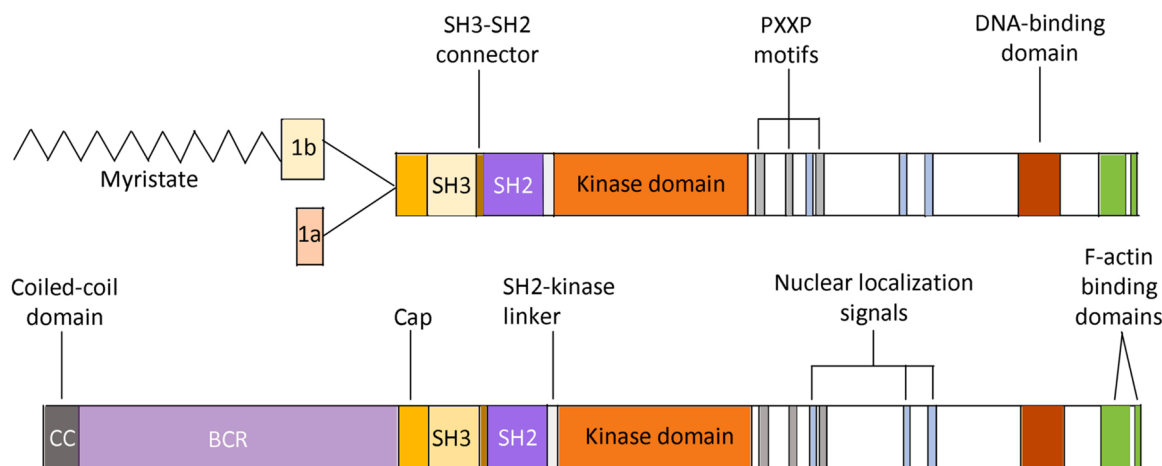 SH3-SH2
connector
PXXP
motifs
DNA-binding
domain
1b
Myristate
SH3
SH2
Kinase domain
1a
Coiled-coil
domain
Cap
SH2-kinase
linker
Nuclear localization
signals
F-actin
binding
domains
CC
BCR
SH3
SH2
Kinase domain